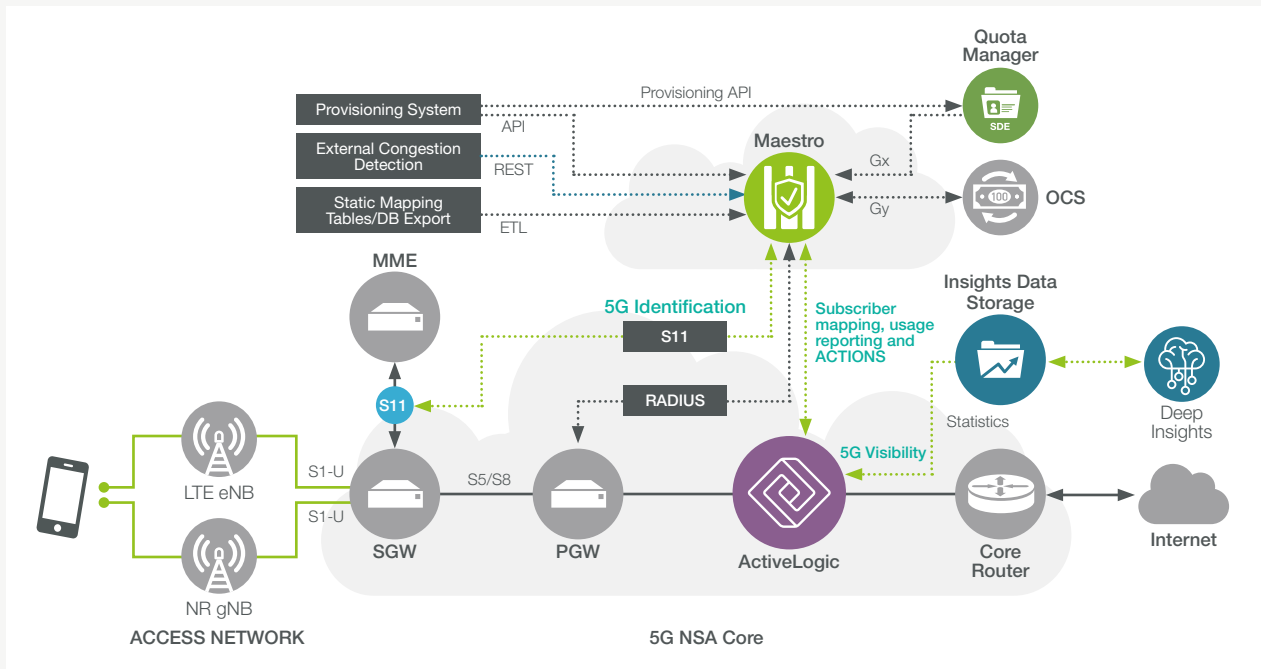 Quota
Manager
SDE
Provisioning API
Provisioning System
API
External Congestion
Detection
REST
Static Mapping
Tables/DB Export
ETL
Maestro
Gx
Gy
100
OCS
MME
5G Identification
S11
Subscriber
mapping, usage
reporting and
ACTIONS
Insights Data
Storage
S11
RADIUS
Statistics
Deep
Insights
5G Visibility
LTE eNB
S1-U
S1-U
S5/S8
NR gNB
SGW
PGW
ActiveLogic
Core
Router
Internet
ACCESS NETWORK
5G NSA Core